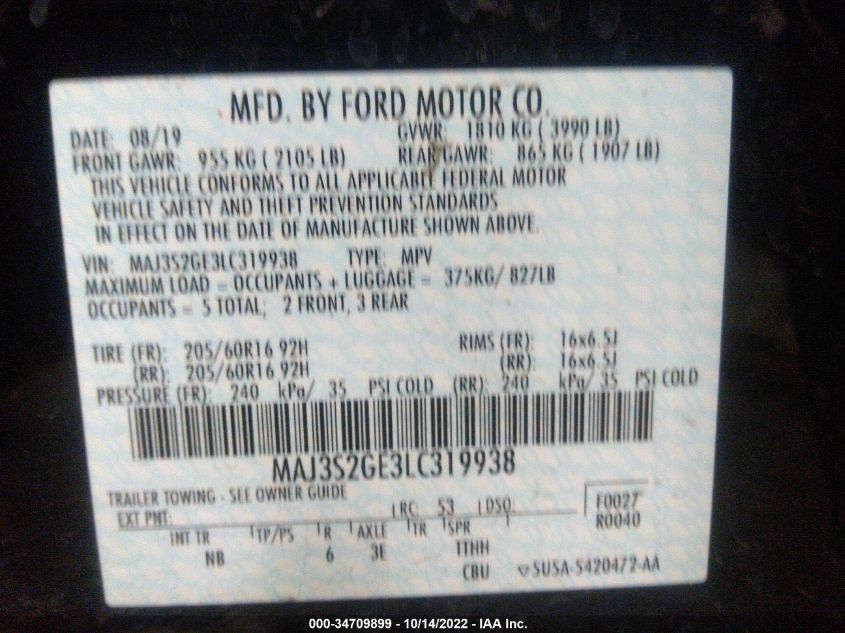 MFD. BY FORD MOTOR CO.
DATE: 08/19 GVWR: 1810 KG ( 3990 LB)
FRONT GAWR: 955 KG ( 2105 LB) REAR GAWR: 865 KG ( 1907 LB)
THIS VEHICLE CONFORMS TO ALL APPLICABLE FEDERAL MOTOR
VEHICLE SAFETY AND THEFT PREVENTION STANDARDS
IN EFFECT ON THE DATE OF MANUFACTURE SHOWN ABOVE.
VIN: MAJ3S2GE3LC319938 TYPE: MPV
MAXIMUM LOAD = OCCUPANTS + LUGGAGE = 375KG/ 827LB
OCCUPANTS = 5 TOTAL; 2 FRONT, 3 REAR
TIRE (FR): 205/60R16 92H RIMS (FR): 16x6.5J
(RR): 205/60R16 92H (RR): 16x6.5J
PRESSURE (FR): 240 kPa/ 35 PSI COLD (RR): 240 kPa/ 35 PSI COLD
MAJ3S2GE3LC319938
TRAILER TOWING - SEE OWNER GUIDE
EXT PNT: RC: 53 DSO: F0027
R0040
INT TR TP/PS R AXLE TR SPR
NB 6 3E TTHH
CBU 5U5A-5420472-AA
000-34709899 - 10/14/2022 - IAA Inc.